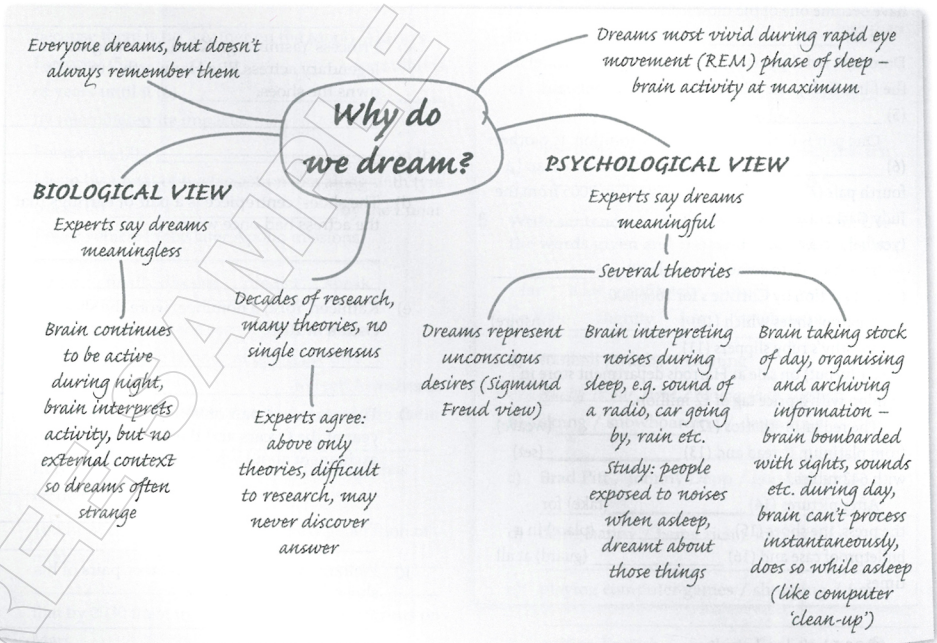 Everyone dreams, but doesn't
always remember them
Dreams most vivid during rapid eye
movement (REM) phase of sleep –
brain activity at maximum
Why do
we dream?
BIOLOGICAL VIEW
Experts say dreams
meaningless
Brain continues
to be active
during night,
brain interprets
activity, but no
external context
so dreams often
strange
Decades of research,
many theories, no
single consensus
Experts agree:
above only
theories, difficult
to research, may
never discover
answer
PSYCHOLOGICAL VIEW
Experts say dreams
meaningful
Several theories
Dreams represent
unconscious
desires (Sigmund
Freud view)
Brain interpreting
noises during
sleep, e.g. sound of
a radio, car going
by, rain etc.
Study: people
exposed to noises
when asleep,
dreamt about
those things
Brain taking stock
of day, organising
and archiving
information –
brain bombarded
with sights, sounds
etc. during day,
brain can't process
instantaneously,
does so while asleep
(like computer
'clean-up')
REE SAMPLE